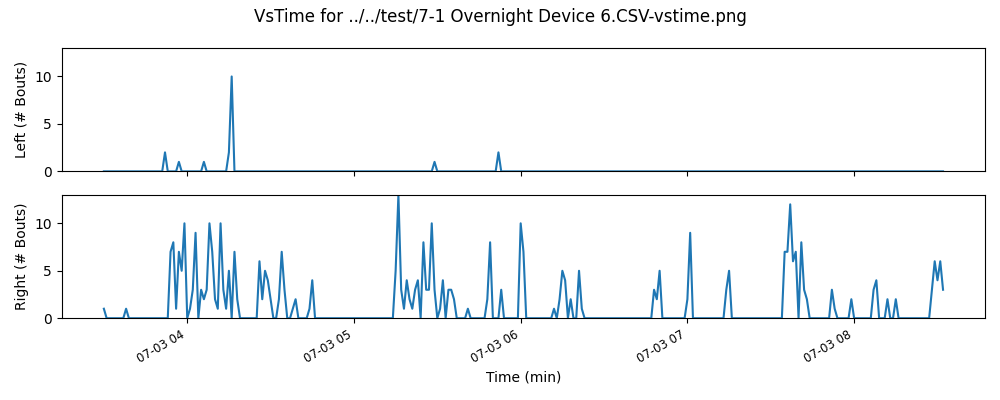 VsTime for ../../test/7-1 Overnight Device 6.CSV-vstime.png
Left (# Bouts)
10
5
0
Right (# Bouts)
10
5
0
07-03 04
07-03 05
07-03 06
07-03 07
07-03 08
Time (min)